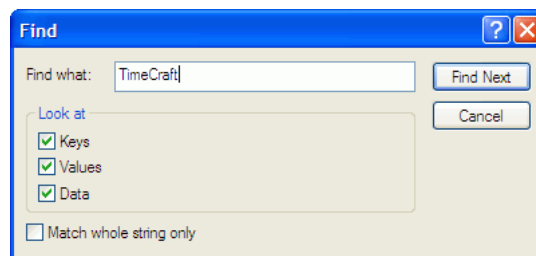 Find
Find what: TimeCraft Find Next
Look at Cancel
Keys
Values
Data
Match whole string only